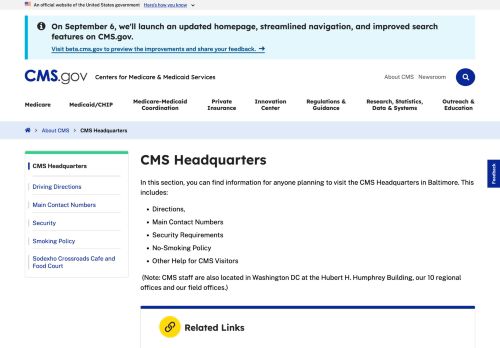 An official website of the United States government Here's how you know
On September 6, we'll launch an updated homepage, streamlined navigation, and improved search
features on CMS.gov.
Visit beta.cms.gov to preview the improvements and share your feedback.
CMS.gov Centers for Medicare & Medicaid Services
About CMS Newsroom
Medicare
Medicaid/CHIP
Medicare-Medicaid
Coordination
Private
Insurance
Innovation
Center
Regulations &
Guidance
Research, Statistics,
Data & Systems
Outreach &
Education
About CMS CMS Headquarters
CMS Headquarters
Driving Directions
Main Contact Numbers
Security
Smoking Policy
Sodexho Crossroads Cafe and
Food Court
CMS Headquarters
In this section, you can find information for anyone planning to visit the CMS Headquarters in Baltimore. This
includes:
• Directions,
• Main Contact Numbers
• Security Requirements
• No-Smoking Policy
• Other Help for CMS Visitors
(Note: CMS staff are also located in Washington DC at the Hubert H. Humphrey Building, our 10 regional
offices and our field offices.)
Related Links
Feedback